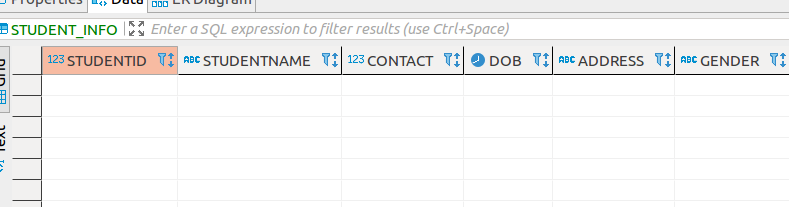 Properties Data ER Diagram
STUDENT_INFO Enter a SQL expression to filter results (use Ctrl+Space)
123 STUDENTID ABC STUDENTNAME 123 CONTACT DOB ABC ADDRESS ABC GENDER
Grid
Text